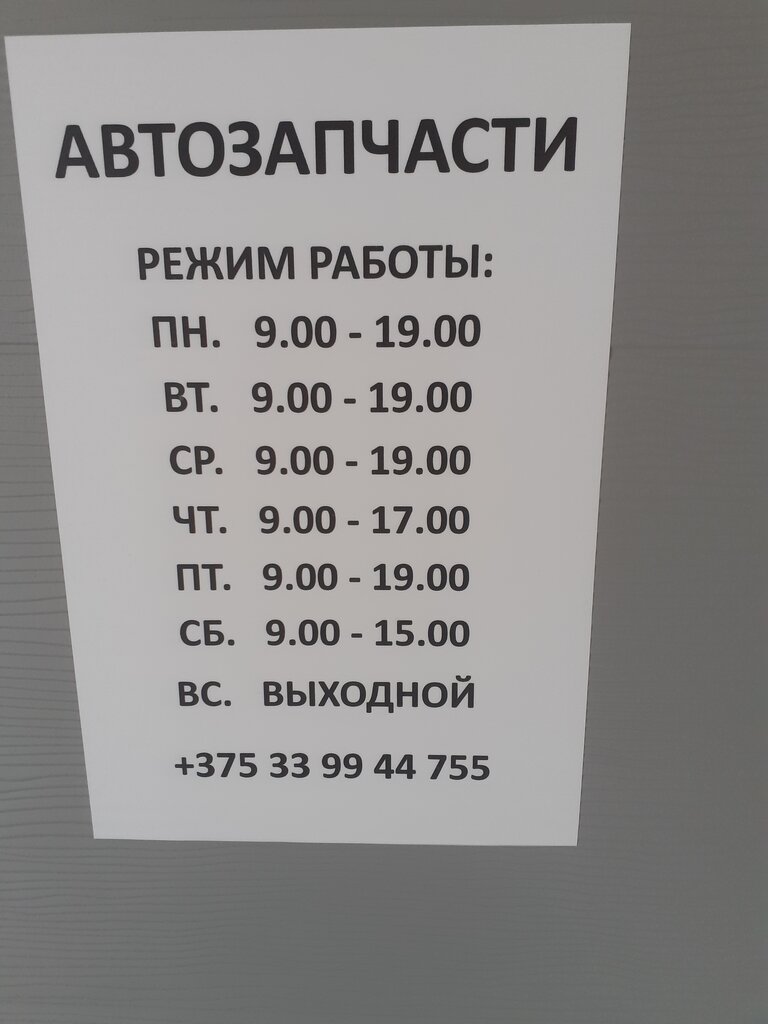 АВТОЗАПЧАСТИ
РЕЖИМ РАБОТЫ:
ПН. 9.00 - 19.00
ВТ. 9.00 - 19.00
СР. 9.00 - 19.00
ЧТ. 9.00 - 17.00
ПТ. 9.00 - 19.00
СБ. 9.00 - 15.00
ВС. ВЫХОДНОЙ
+375 33 99 44 755